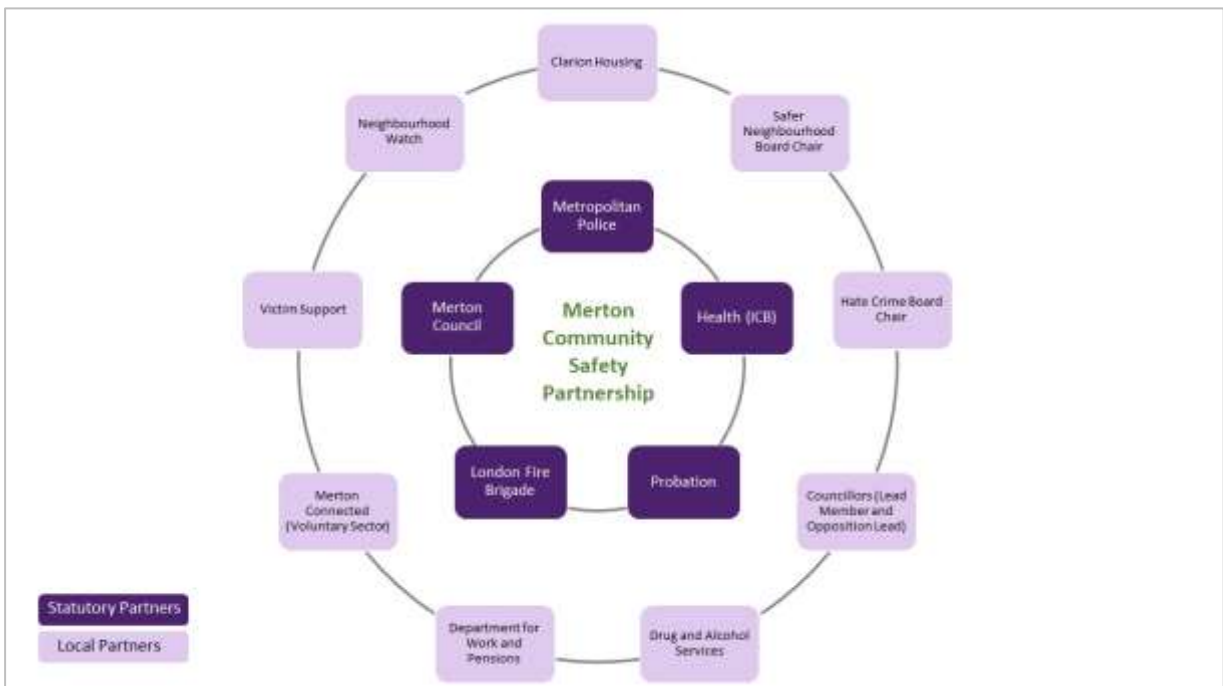 Clarion Housing
Safer
Neighbourhood
Board Chair
Hate Crime Board
Chair
Councillors (Lead
Member and
Opposition Lead)
Drug and Alcohol
Services
Department for
Work and
Pensions
Merton
Connected
(Voluntary Sector)
Victim Support
Neighbourhood
Watch
Metropolitan
Police
Health (ICB)
Probation
London Fire
Brigade
Merton
Council
Merton
Community
Safety
Partnership
Statutory Partners
Local Partners